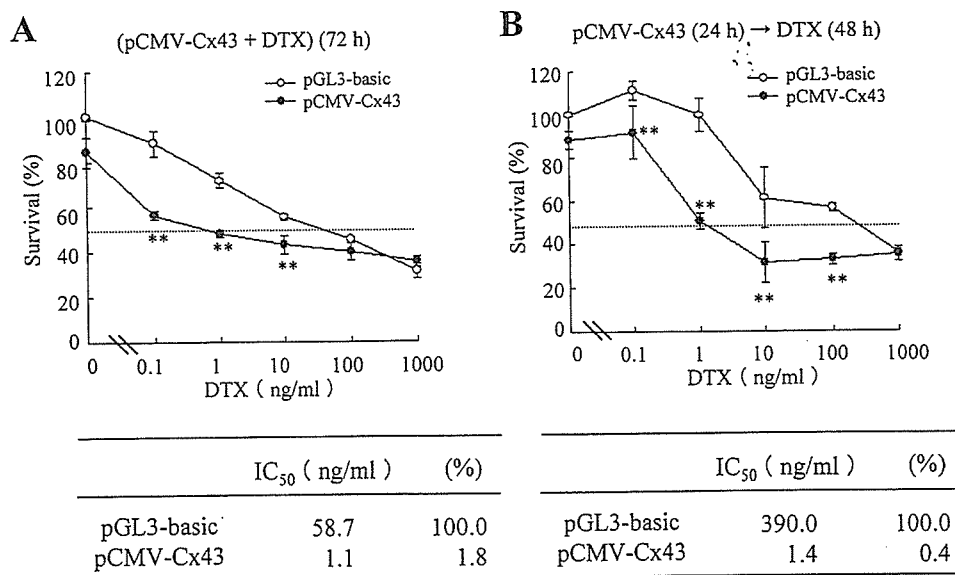 A
(pCMV-Cx43 + DTX) (72 h)
pGL3-basic
pCMV-Cx43
Survival (%)
120
100
80
60
40
20
0
**
**
**
0
0.1
1
10
100
1000
DTX ( ng/ml )
IC50 ( ng/ml )
(%)
pGL3-basic 58.7 100.0
pCMV-Cx43 1.1 1.8
B
pCMV-Cx43 (24 h) → DTX (48 h)
pGL3-basic
pCMV-Cx43
Survival (%)
120
100
80
60
40
20
0
**
**
**
**
0
0.1
1
10
100
1000
DTX ( ng/ml )
IC50 ( ng/ml )
(%)
pGL3-basic 390.0 100.0
pCMV-Cx43 1.4 0.4